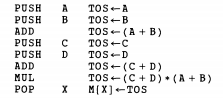 PUSH A TOS←A
PUSH B TOS←B
ADD TOS←(A + B)
PUSH C TOS←C
PUSH D TOS←D
ADD TOS←(C + D)
MUL TOS←(C + D)*(A + B)
POP X M[X]←TOS